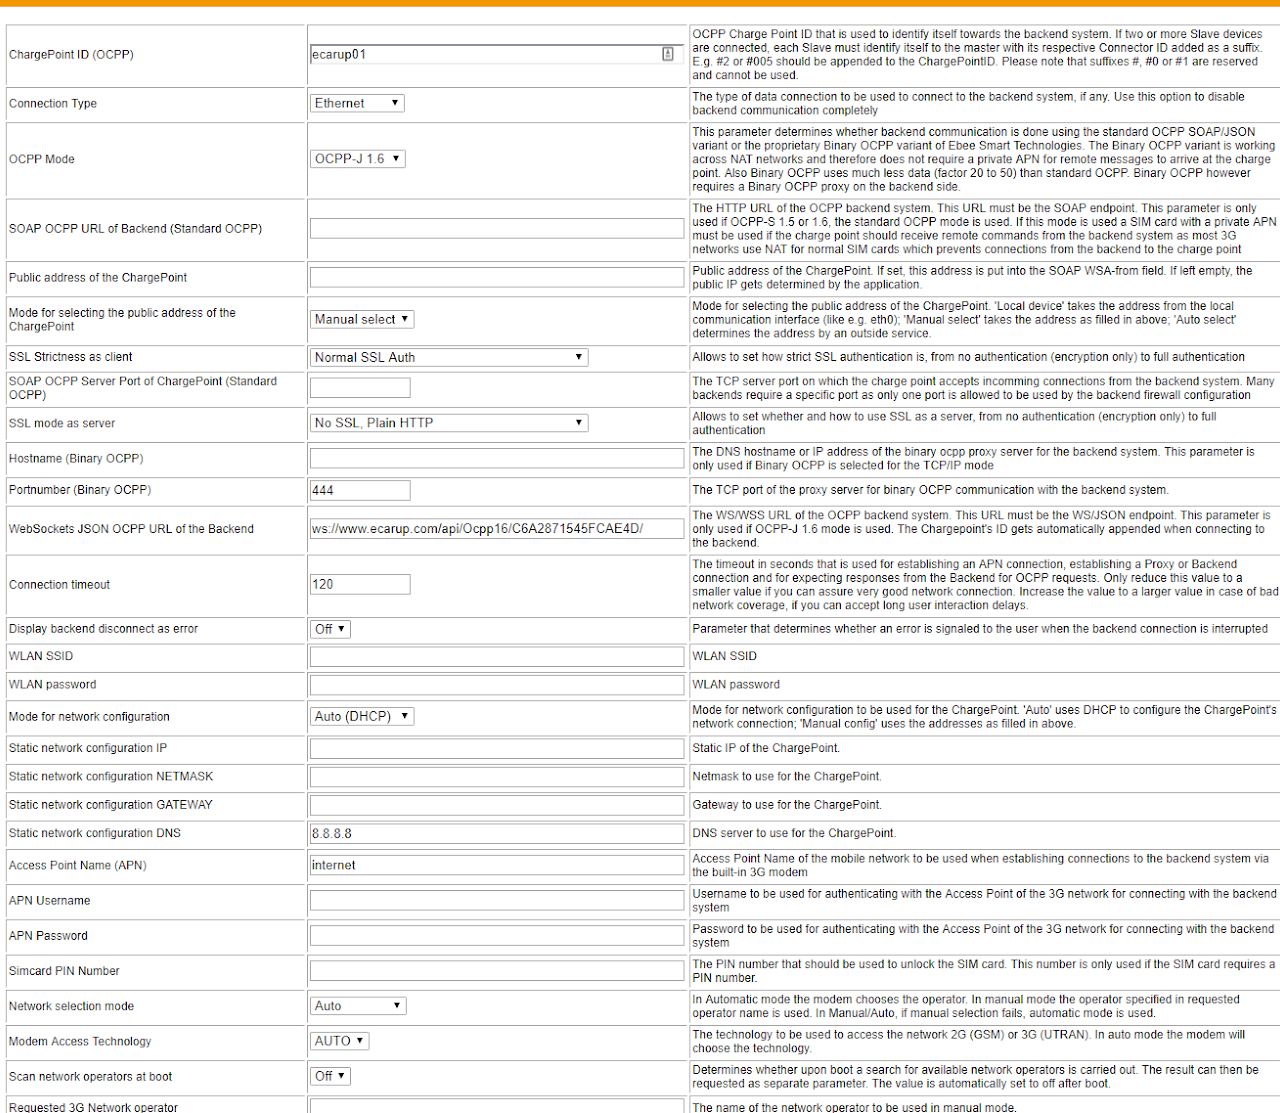 ChargePoint ID (OCPP)
ecarup01
OCPP Charge Point ID that is used to identify itself towards the backend system. If two or more Slave devices
are connected, each Slave must identify itself to the master with its respective Connector ID added as a suffix.
E.g. #2 or #005 should be appended to the ChargePointID. Please note that suffixes #, #0 or #1 are reserved
and cannot be used.
Connection Type
Ethernet
The type of data connection to be used to connect to the backend system, if any. Use this option to disable
backend communication completely
OCPP Mode
OCPP-J 1.6
This parameter determines whether backend communication is done using the standard OCPP SOAP/JSON
variant or the proprietary Binary OCPP variant of Ebee Smart Technologies. The Binary OCPP variant is working
across NAT networks and therefore does not require a private APN for remote messages to arrive at the charge
point. Also Binary OCPP uses much less data (factor 20 to 50) than standard OCPP. Binary OCPP however
requires a Binary OCPP proxy on the backend side.
SOAP OCPP URL of Backend (Standard OCPP)
The HTTP URL of the OCPP backend system. This URL must be the SOAP endpoint. This parameter is only
used if OCPP-S 1.5 or 1.6, the standard OCPP mode is used. If this mode is used a SIM card with a private APN
must be used if the charge point should receive remote commands from the backend system as most 3G
networks use NAT for normal SIM cards which prevents connections from the backend to the charge point
Public address of the ChargePoint
Public address of the ChargePoint. If set, this address is put into the SOAP WSA-from field. If left empty, the
public IP gets determined by the application.
Mode for selecting the public address of the
ChargePoint
Manual select
Mode for selecting the public address of the ChargePoint. 'Local device' takes the address from the local
communication interface (like e.g. eth0); 'Manual select' takes the address as filled in above; 'Auto select'
determines the address by an outside service.
SSL Strictness as client
Normal SSL Auth
Allows to set how strict SSL authentication is, from no authentication (encryption only) to full authentication
SOAP OCPP Server Port of ChargePoint (Standard
OCPP)
The TCP server port on which the charge point accepts incomming connections from the backend system. Many
backends require a specific port as only one port is allowed to be used by the backend firewall configuration
SSL mode as server
No SSL, Plain HTTP
Allows to set whether and how to use SSL as a server, from no authentication (encryption only) to full
authentication
Hostname (Binary OCPP)
The DNS hostname or IP address of the binary ocpp proxy server for the backend system. This parameter is
only used if Binary OCPP is selected for the TCP/IP mode
Portnumber (Binary OCPP)
444
The TCP port of the proxy server for binary OCPP communication with the backend system.
WebSockets JSON OCPP URL of the Backend
ws://www.ecarup.com/api/Ocpp16/C6A2871545FCAE4D/
The WS/WSS URL of the OCPP backend system. This URL must be the WS/JSON endpoint. This parameter is
only used if OCPP-J 1.6 mode is used. The Chargepoint's ID gets automatically appended when connecting to
the backend.
Connection timeout
120
The timeout in seconds that is used for establishing an APN connection, establishing a Proxy or Backend
connection and for expecting responses from the Backend for OCPP requests. Only reduce this value to a
smaller value if you can assure very good network connection. Increase the value to a larger value in case of bad
network coverage, if you can accept long user interaction delays.
Display backend disconnect as error
Off
Parameter that determines whether an error is signaled to the user when the backend connection is interrupted
WLAN SSID
WLAN SSID
WLAN password
WLAN password
Mode for network configuration
Auto (DHCP)
Mode for network configuration to be used for the ChargePoint. 'Auto' uses DHCP to configure the ChargePoint's
network connection; 'Manual config' uses the addresses as filled in above.
Static network configuration IP
Static IP of the ChargePoint.
Static network configuration NETMASK
Netmask to use for the ChargePoint.
Static network configuration GATEWAY
Gateway to use for the ChargePoint.
Static network configuration DNS
8.8.8.8
DNS server to use for the ChargePoint.
Access Point Name (APN)
internet
Access Point Name of the mobile network to be used when establishing connections to the backend system via
the built-in 3G modem
APN Username
Username to be used for authenticating with the Access Point of the 3G network for connecting with the backend
system
APN Password
Password to be used for authenticating with the Access Point of the 3G network for connecting with the backend
system
Simcard PIN Number
The PIN number that should be used to unlock the SIM card. This number is only used if the SIM card requires a
PIN number.
Network selection mode
Auto
In Automatic mode the modem chooses the operator. In manual mode the operator specified in requested
operator name is used. In Manual/Auto, if manual selection fails, automatic mode is used.
Modem Access Technology
AUTO
The technology to be used to access the network 2G (GSM) or 3G (UTRAN). In auto mode the modem will
choose the technology.
Scan network operators at boot
Off
Determines whether upon boot a search for available network operators is carried out. The result can then be
requested as separate parameter. The value is automatically set to off after boot.
Requested 3G Network operator
The name of the network operator to be used in manual mode.